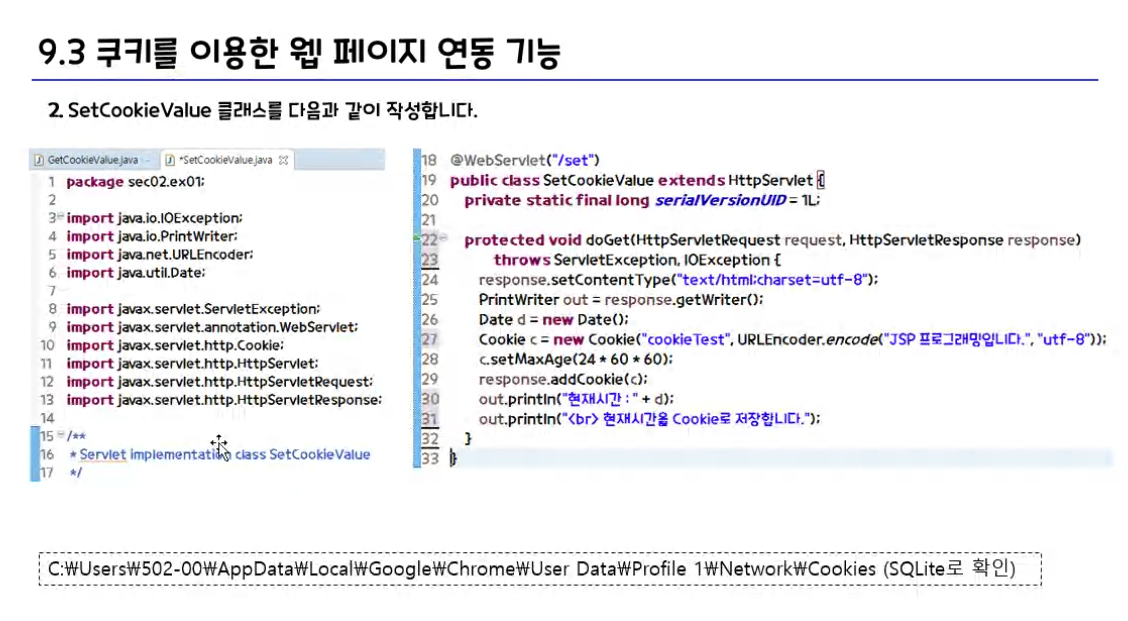 9.3 쿠키를 이용한 웹 페이지 연동 기능
2. SetCookieValue 클래스를 다음과 같이 작성합니다.
GetCookieValue.java
*SetCookieValue.java
1 package sec02.ex01;
2
3 import java.io.IOException;
4 import java.io.PrintWriter;
5 import java.net.URLEncoder;
6 import java.util.Date;
7
8 import javax.servlet.ServletException;
9 import javax.servlet.annotation.WebServlet;
10 import javax.servlet.http.Cookie;
11 import javax.servlet.http.HttpServlet;
12 import javax.servlet.http.HttpServletRequest;
13 import javax.servlet.http.HttpServletResponse;
14
15 /**
16 * Servlet implementation class SetCookieValue
17 */
18 @WebServlet("/set")
19 public class SetCookieValue extends HttpServlet {
20 private static final long serialVersionUID = 1L;
21
22 protected void doGet(HttpServletRequest request, HttpServletResponse response)
23 throws ServletException, IOException {
24 response.setContentType("text/html;charset=utf-8");
25 PrintWriter out = response.getWriter();
26 Date d = new Date();
27 Cookie c = new Cookie("cookieTest", URLEncoder.encode("JSP 프로그래밍입니다.", "utf-8"));
28 c.setMaxAge(24 * 60 * 60);
29 response.addCookie(c);
30 out.println("현재시간 : " + d);
31 out.println("<br> 현재시간을 Cookie로 저장합니다.");
32 }
33 }
C:₩Users₩502-00₩AppData₩Local₩Google₩Chrome₩User Data₩Profile 1₩Network₩Cookies (SQLite로 확인)